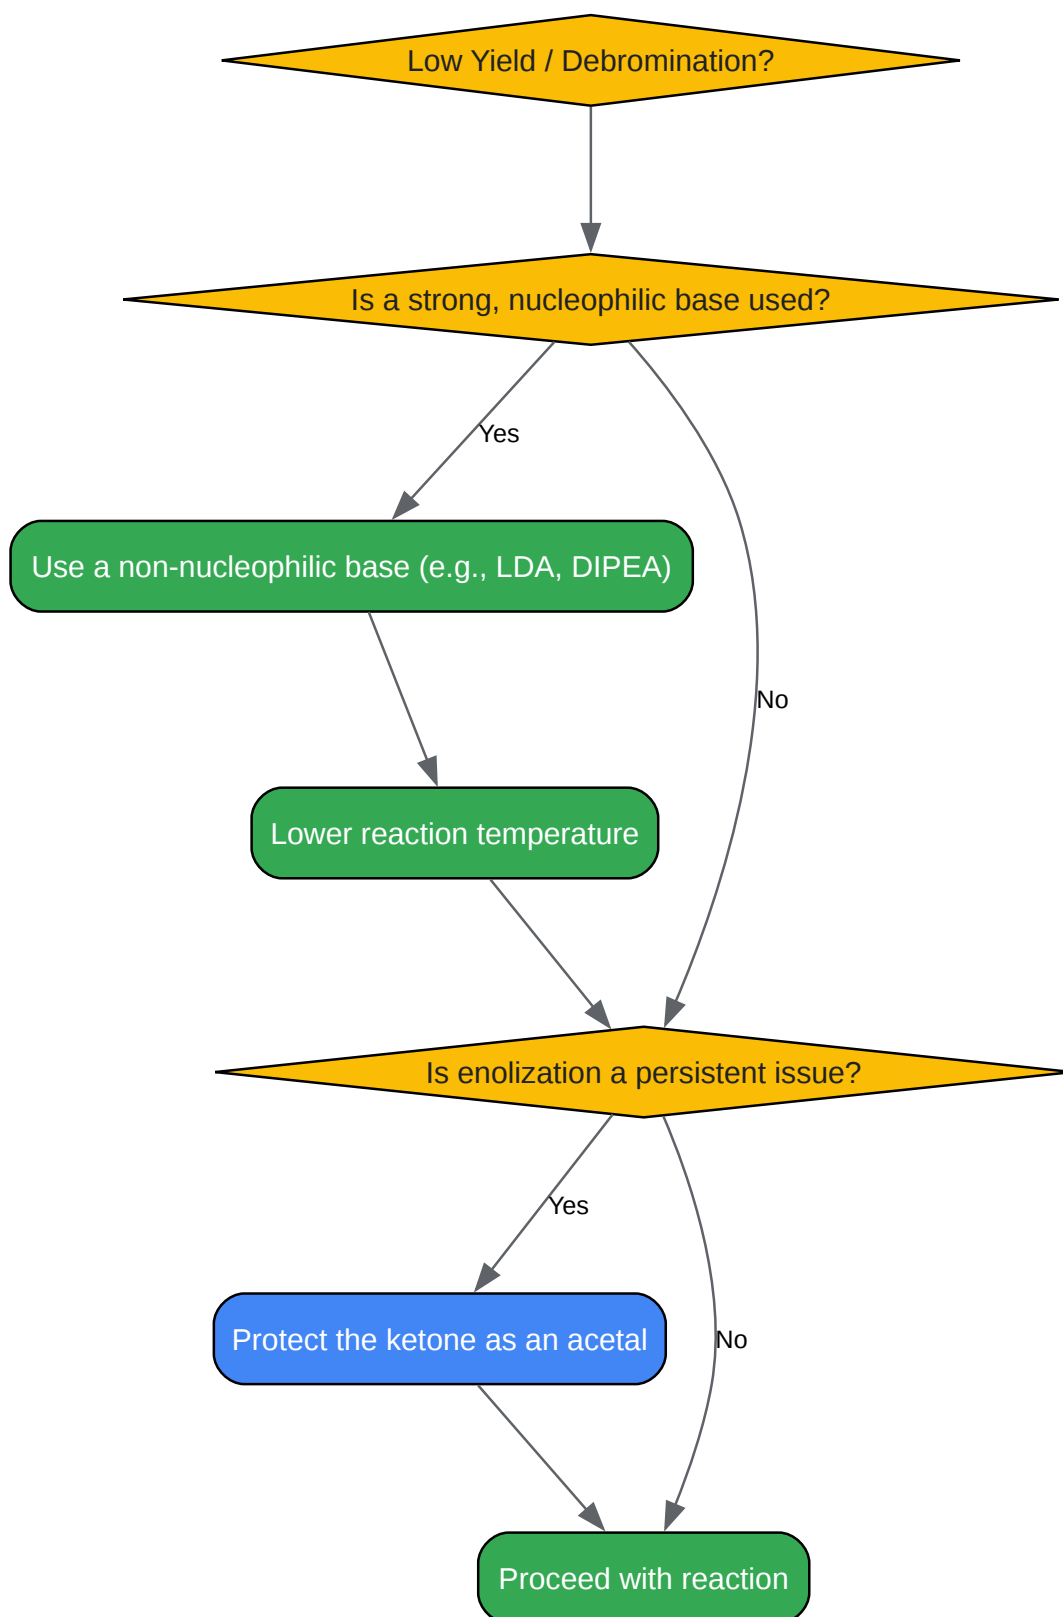 Low Yield / Debromination?
Is a strong, nucleophilic base used?
Yes
Use a non-nucleophilic base (e.g., LDA, DIPEA)
No
Lower reaction temperature
Is enolization a persistent issue?
Yes
Protect the ketone as an acetal
No
Proceed with reaction